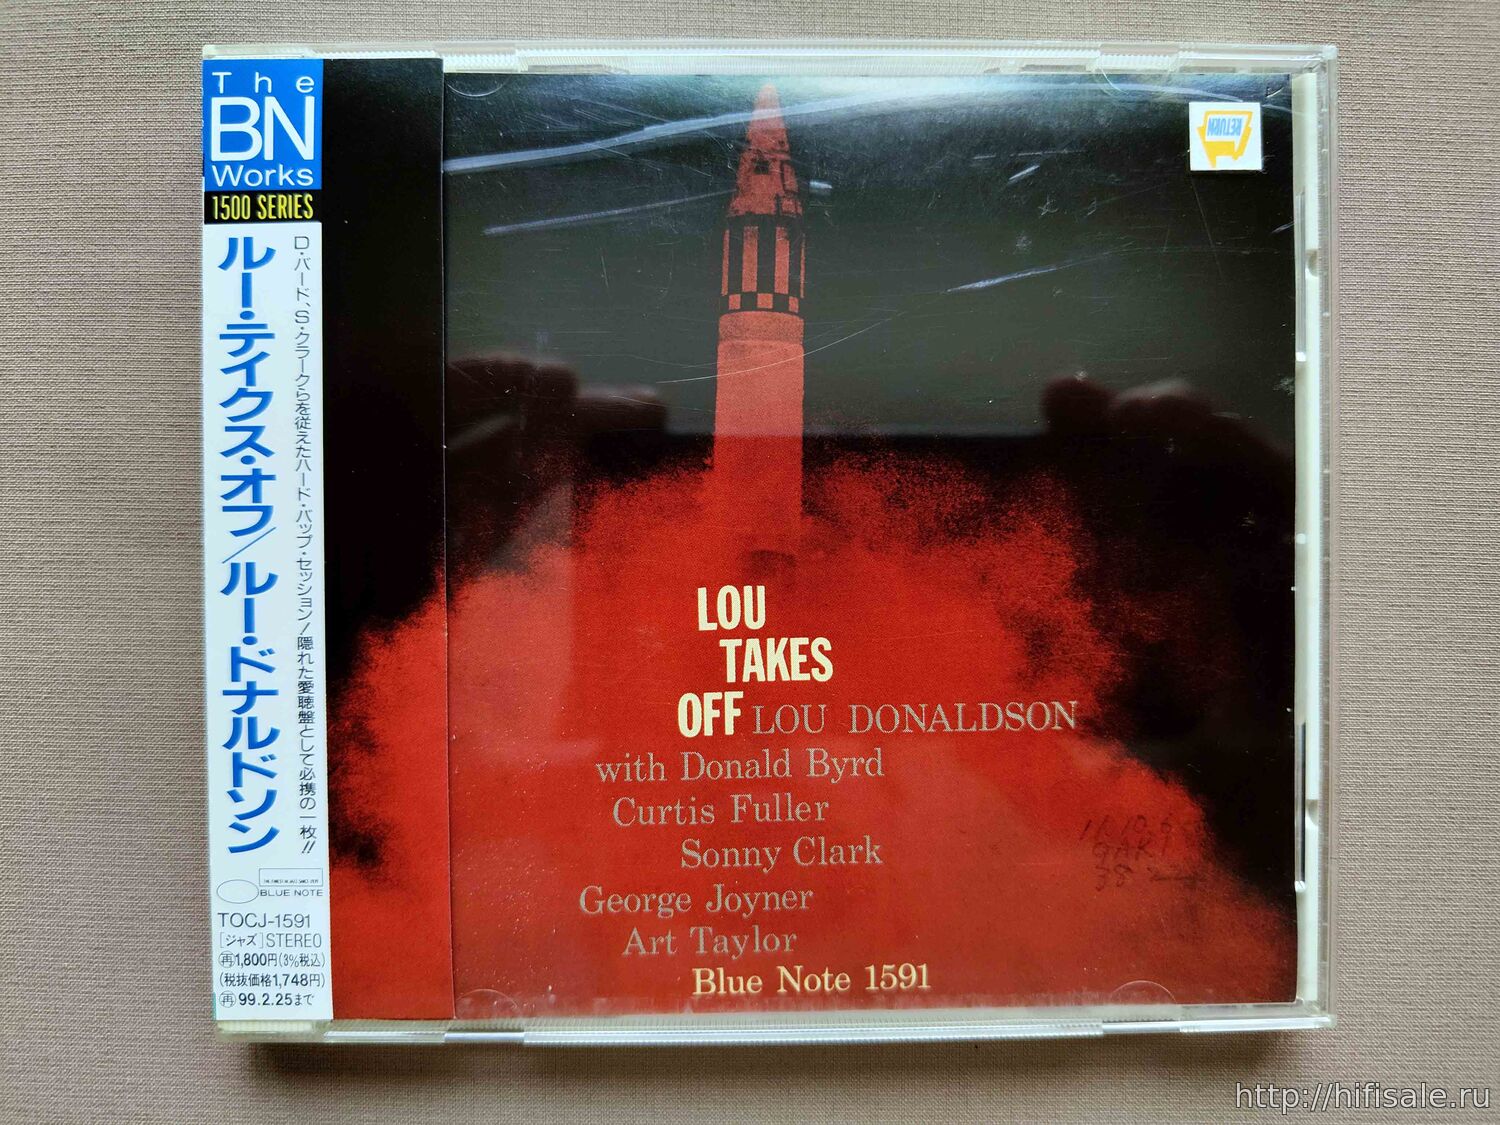 The
BN
Works
1500 SERIES
ルー・テイクス・オフ/ルー・ドナルドソン
D・バード、S・クラークらを従えたハード・バップ・セッション!隠れた愛聴盤として必携の一枚!!
BLUE NOTE
TOCJ-1591
[ジャズ]STEREO
再1,800円(3%税込)
(税抜価格1,748円)
再99.2.25まで
RETURN
LOU
TAKES
OFF LOU DONALDSON
with Donald Byrd
Curtis Fuller
Sonny Clark
George Joyner
Art Taylor
Blue Note 1591
http://hifisale.ru